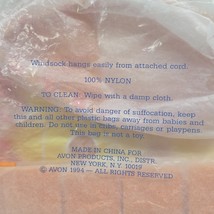 Windsock hangs easily from attached cord.
100% NYLON
TO CLEAN: Wipe with a damp cloth.
WARNING: To avoid danger of suffocation, keep
this and all other plastic bags away from babies and
children. Do not use in cribs, carriages or playpens.
This bag it not a toy.
MADE IN CHINA FOR
AVON PRODUCTS, INC., DISTR.
NEW YORK, N.Y. 10019
© AVON 1994 — ALL RIGHTS RESERVED